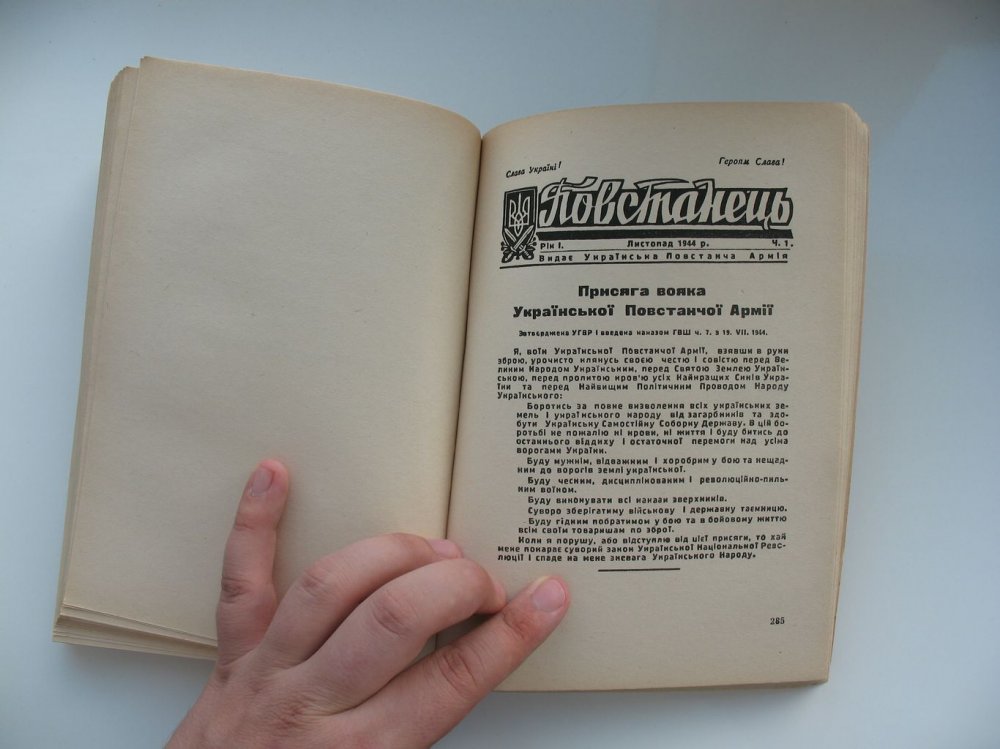 Слава Україні!
Героям Слава!
Повстанець
Рік I.
Листопад 1944 р.
Ч. 1.
Видає Українська Повстанча Армія
Присяга вояка
Української Повстанчої Армії
Затверджена УГВР і введена наказом ГВШ ч. 7. з 19. VII. 1944.
Я, воїн Української Повстанчої Армії, взявши в руки
зброю, урочисто клянусь своєю честю і совістю перед Ве-
ликим Народом Українським, перед Святою Землею Україн-
ською, перед пролитою кров'ю усіх Найкращих Синів Укра-
їни та перед Найвищим Політичним Проводом Народу
Українського:
Боротись за повне визволення всіх українських зе-
мель і українського народу від загарбників та здо-
бути Українську Самостійну Соборну Державу. В цій бо-
ротьбі не пожалію ні крови, ні життя і буду битись до
останнього віддиху і остаточної перемоги над усіма
ворогами України.
Буду мужнім, відважним і хоробрим у бою та нещад-
ним до ворогів землі української.
Буду чесним, дисциплінованим і революційно-пиль-
ним воїном.
Буду виконувати всі накази зверхників.
Суворо зберігатиму військову і державну таємницю.
Буду гідним побратимом у бою та в бойовому життю
всім своїм товаришам по зброї.
Коли я порушу, або відступлю від цієї присяги, то хай
мене покарає суворий закон Української Національної Рево-
люції і спаде на мене зневага Українського Народу.
285